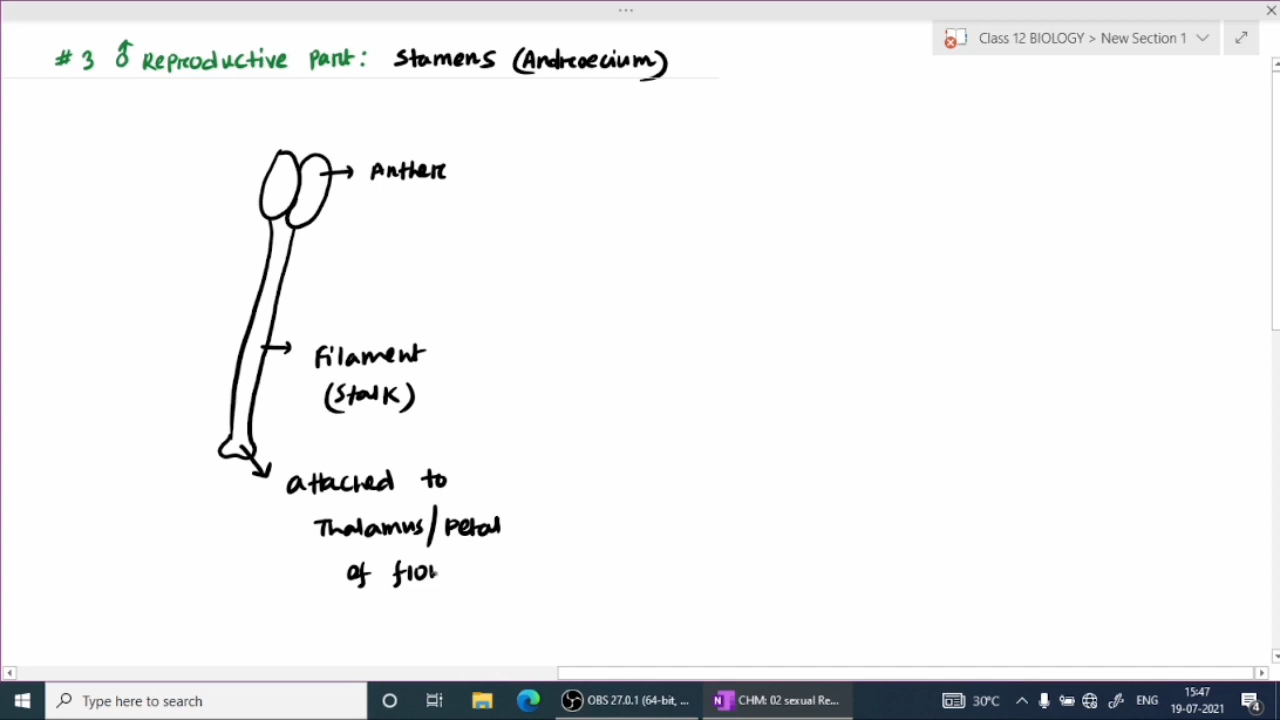 ...
Class 12 BIOLOGY > New Section 1
#3 ♂ Reproductive part: Stamens (Androecium)
Anther
Filament
(Stalk)
attached to
Thalamus/Petal
of flow
Type here to search
OBS 27.0.1 (64-bit, ...
CHM: 02 sexual Re...
30°C
ENG
15:47
19-07-2021
4